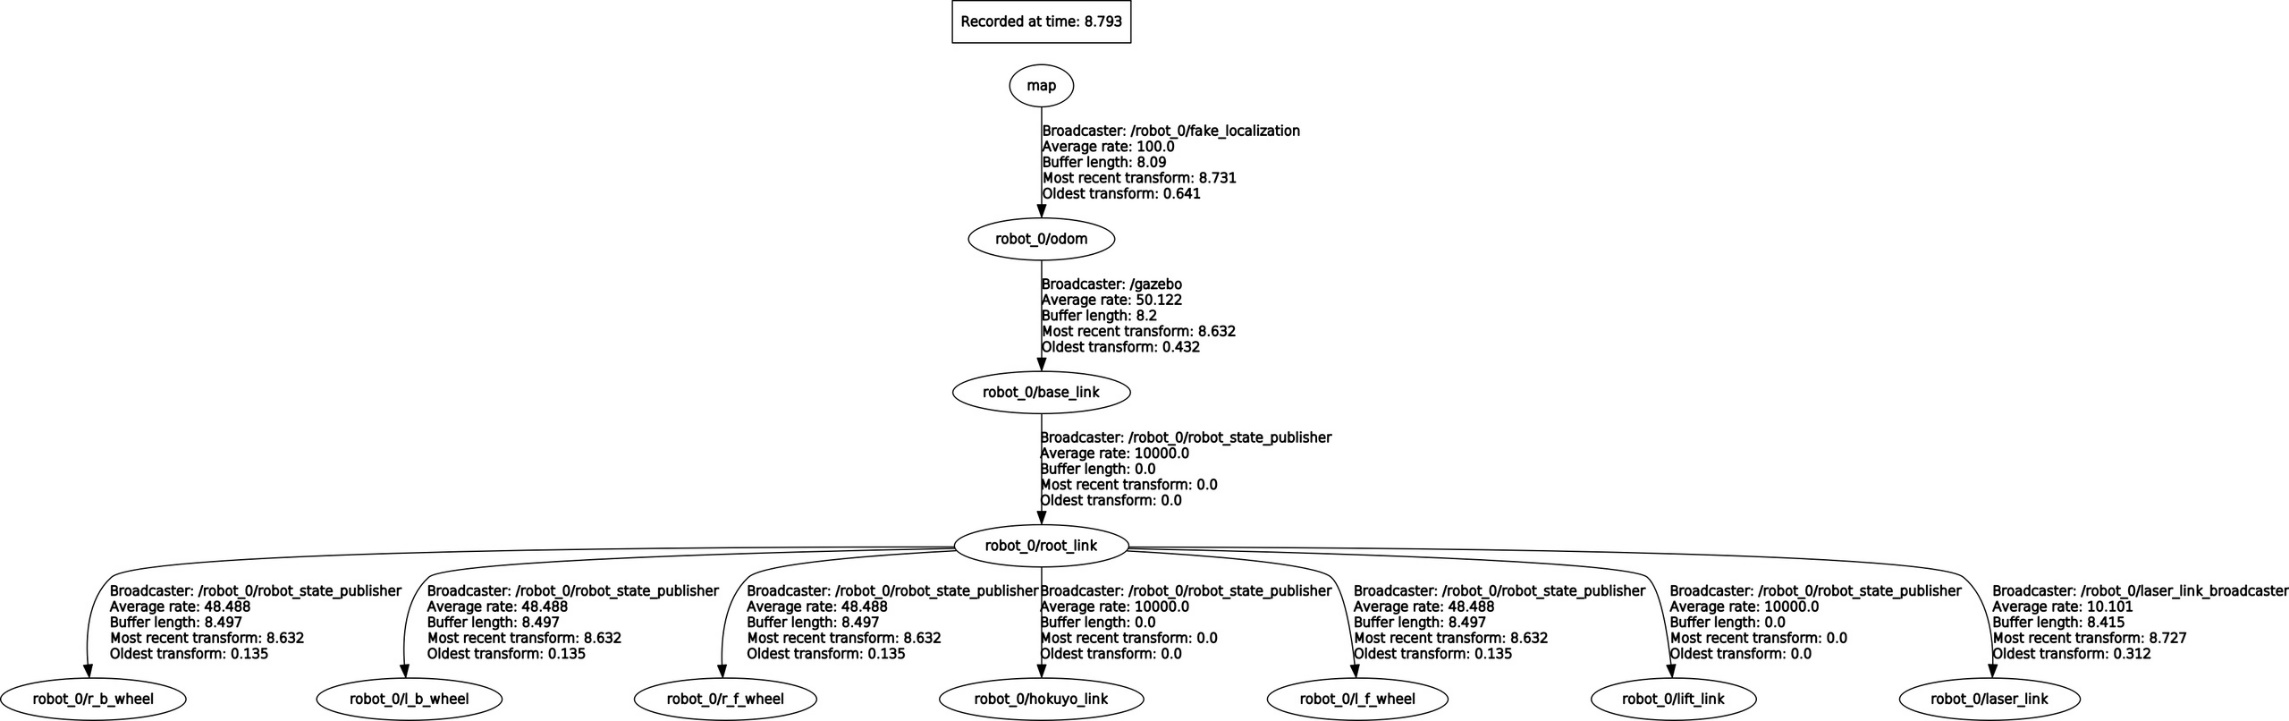 Recorded at time: 8.793
map
Broadcaster: /robot_0/fake_localization
Average rate: 100.0
Buffer length: 8.09
Most recent transform: 8.731
Oldest transform: 0.641
robot_0/odom
Broadcaster: /gazebo
Average rate: 50.122
Buffer length: 8.2
Most recent transform: 8.632
Oldest transform: 0.432
robot_0/base_link
Broadcaster: /robot_0/robot_state_publisher
Average rate: 10000.0
Buffer length: 0.0
Most recent transform: 0.0
Oldest transform: 0.0
robot_0/root_link
Broadcaster: /robot_0/robot_state_publisher
Average rate: 48.488
Buffer length: 8.497
Most recent transform: 8.632
Oldest transform: 0.135
Broadcaster: /robot_0/robot_state_publisher
Average rate: 48.488
Buffer length: 8.497
Most recent transform: 8.632
Oldest transform: 0.135
Broadcaster: /robot_0/robot_state_publisher
Average rate: 48.488
Buffer length: 8.497
Most recent transform: 8.632
Oldest transform: 0.135
Broadcaster: /robot_0/robot_state_publisher
Average rate: 10000.0
Buffer length: 0.0
Most recent transform: 0.0
Oldest transform: 0.0
Broadcaster: /robot_0/robot_state_publisher
Average rate: 48.488
Buffer length: 8.497
Most recent transform: 8.632
Oldest transform: 0.135
Broadcaster: /robot_0/robot_state_publisher
Average rate: 10000.0
Buffer length: 0.0
Most recent transform: 0.0
Oldest transform: 0.0
Broadcaster: /robot_0/laser_link_broadcaster
Average rate: 10.101
Buffer length: 8.415
Most recent transform: 8.727
Oldest transform: 0.312
robot_0/r_b_wheel
robot_0/l_b_wheel
robot_0/r_f_wheel
robot_0/hokuyo_link
robot_0/l_f_wheel
robot_0/lift_link
robot_0/laser_link